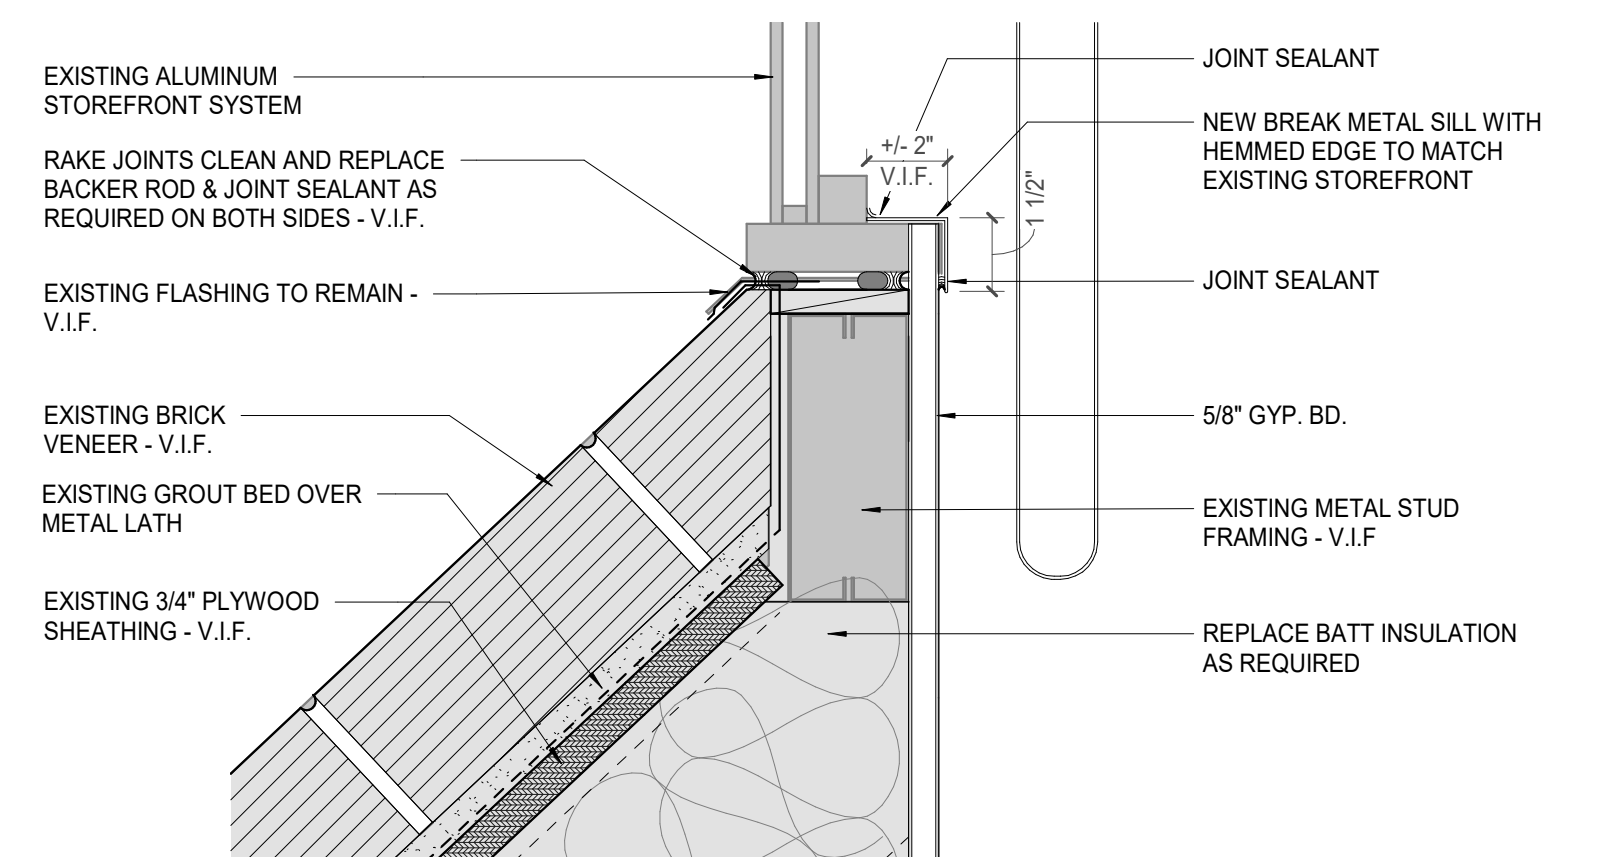 EXISTING ALUMINUM
STOREFRONT SYSTEM
RAKE JOINTS CLEAN AND REPLACE
BACKER ROD & JOINT SEALANT AS
REQUIRED ON BOTH SIDES - V.I.F.
EXISTING FLASHING TO REMAIN -
V.I.F.
EXISTING BRICK
VENEER - V.I.F.
EXISTING GROUT BED OVER
METAL LATH
EXISTING 3/4" PLYWOOD
SHEATHING - V.I.F.
+/- 2"
V.I.F.
1 1/2"
JOINT SEALANT
NEW BREAK METAL SILL WITH
HEMMED EDGE TO MATCH
EXISTING STOREFRONT
JOINT SEALANT
5/8" GYP. BD.
EXISTING METAL STUD
FRAMING - V.I.F
REPLACE BATT INSULATION
AS REQUIRED